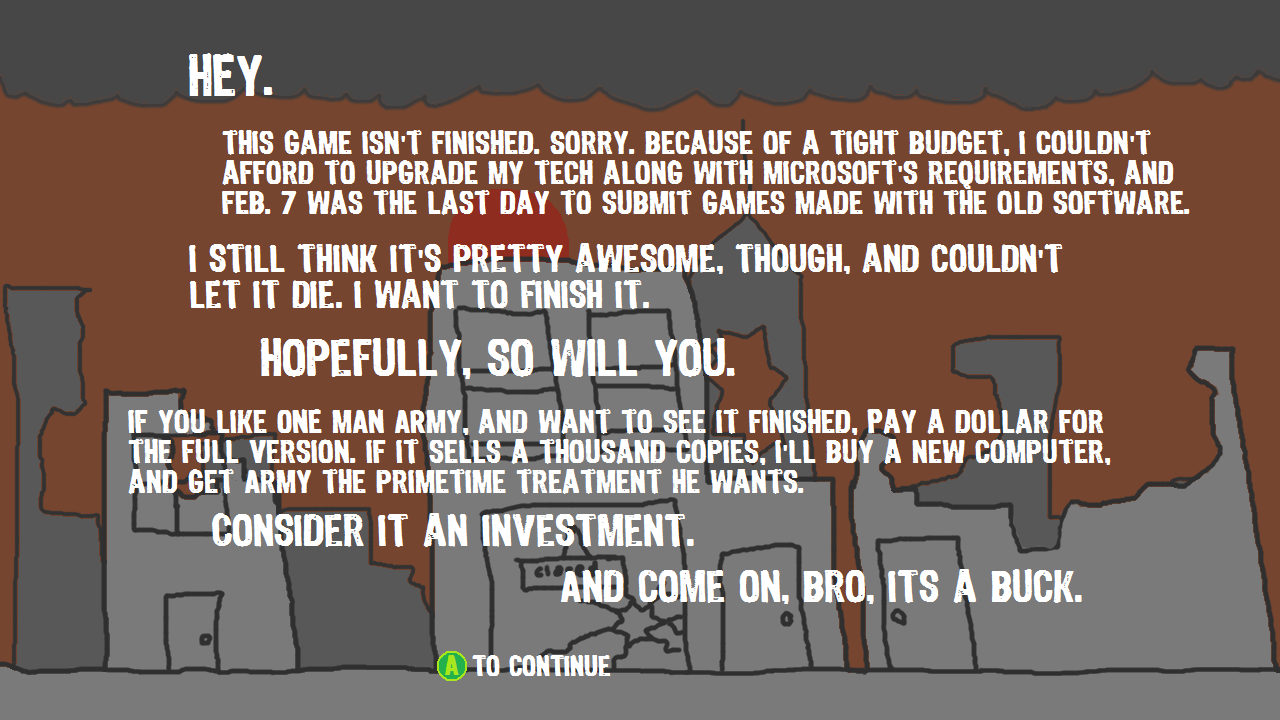 HEY.
THIS GAME ISN'T FINISHED. SORRY. BECAUSE OF A TIGHT BUDGET, I COULDN'T
AFFORD TO UPGRADE MY TECH ALONG WITH MICROSOFT'S REQUIREMENTS, AND
FEB. 7 WAS THE LAST DAY TO SUBMIT GAMES MADE WITH THE OLD SOFTWARE.
I STILL THINK IT'S PRETTY AWESOME, THOUGH, AND COULDN'T
LET IT DIE. I WANT TO FINISH IT.
HOPEFULLY, SO WILL YOU.
IF YOU LIKE ONE MAN ARMY, AND WANT TO SEE IT FINISHED, PAY A DOLLAR FOR
THE FULL VERSION. IF IT SELLS A THOUSAND COPIES, I'LL BUY A NEW COMPUTER,
AND GET ARMY THE PRIMETIME TREATMENT HE WANTS.
CONSIDER IT AN INVESTMENT.
closed
AND COME ON, BRO, ITS A BUCK.
A TO CONTINUE